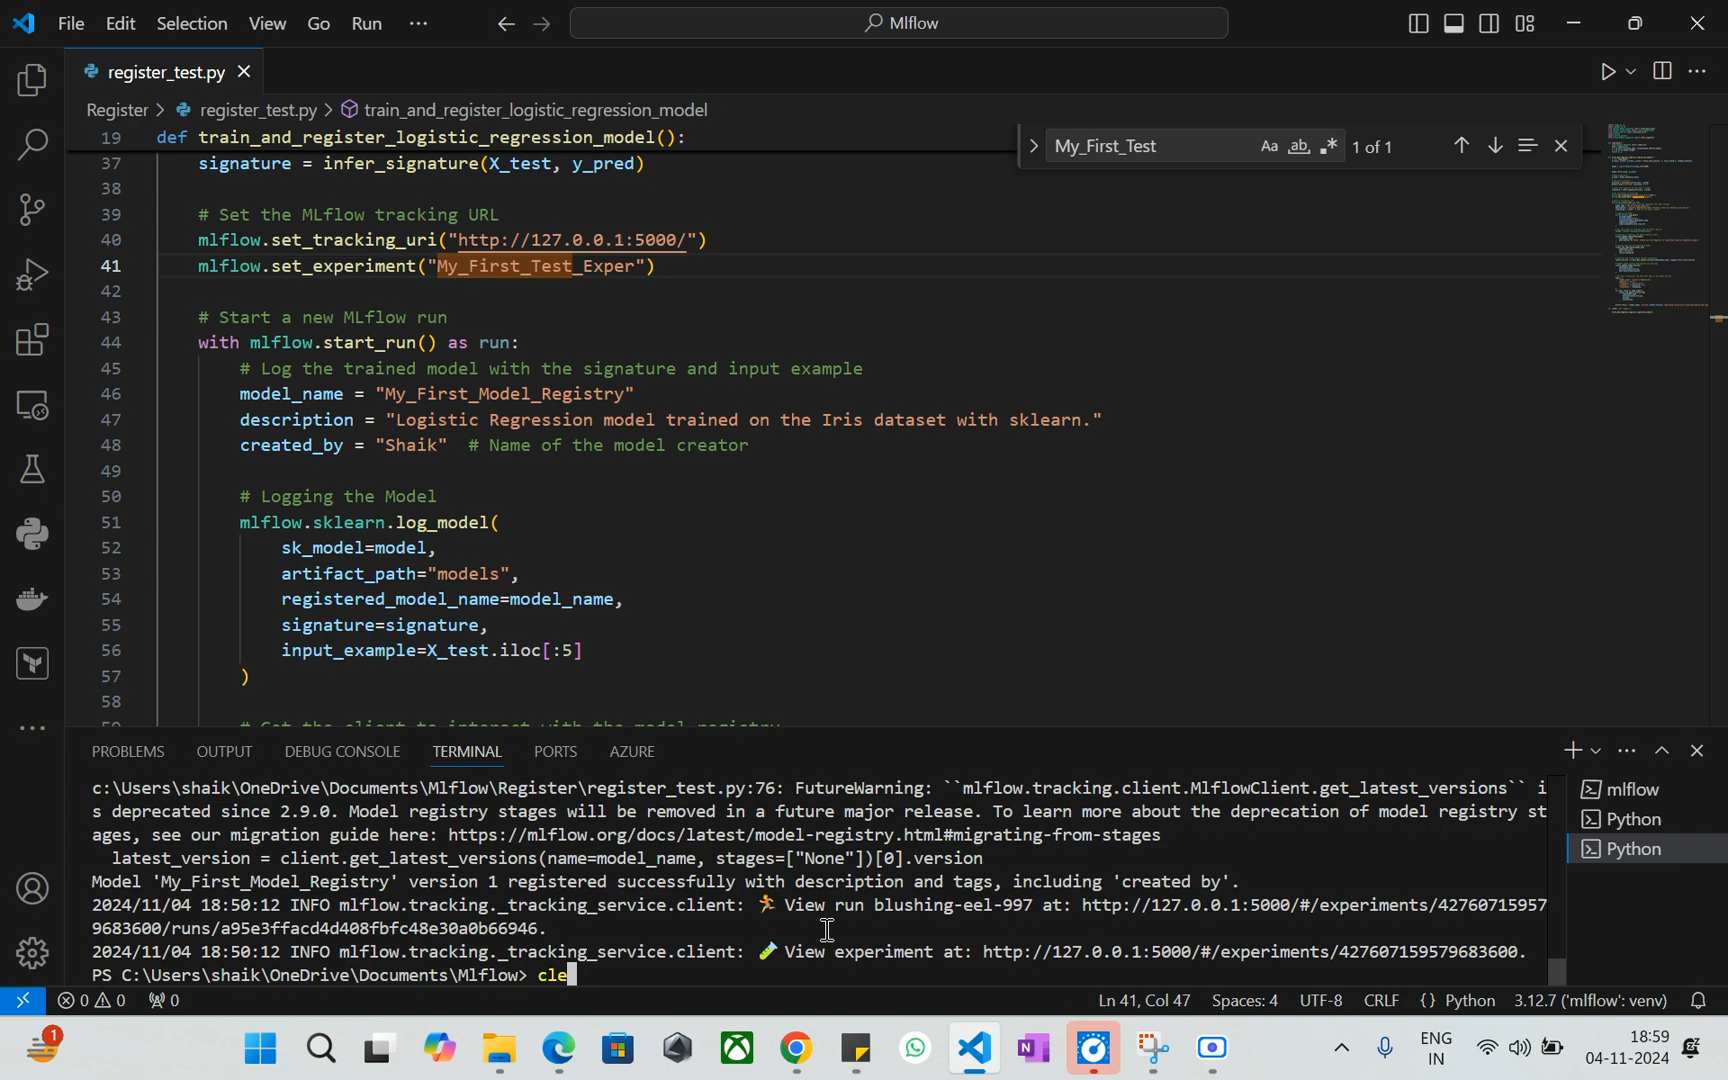 File Edit Selection View Go Run ··· Mlflow
register_test.py
Register > register_test.py > train_and_register_logistic_regression_model
My_First_Test Aa ab 1 of 1
19 def train_and_register_logistic_regression_model():
37 signature = infer_signature(X_test, y_pred)
38
39 # Set the MLflow tracking URL
40 mlflow.set_tracking_uri("http://127.0.0.1:5000/")
41 mlflow.set_experiment("My_First_Test_Exper")
42
43 # Start a new MLflow run
44 with mlflow.start_run() as run:
45 # Log the trained model with the signature and input example
46 model_name = "My_First_Model_Registry"
47 description = "Logistic Regression model trained on the Iris dataset with sklearn."
48 created_by = "Shaik" # Name of the model creator
49
50 # Logging the Model
51 mlflow.sklearn.log_model(
52 sk_model=model,
53 artifact_path="models",
54 registered_model_name=model_name,
55 signature=signature,
56 input_example=X_test.iloc[:5]
57 )
58
PROBLEMS OUTPUT DEBUG CONSOLE TERMINAL PORTS AZURE
c:\Users\shaik\OneDrive\Documents\Mlflow\Register\register_test.py:76: FutureWarning: ``mlflow.tracking.client.MlflowClient.get_latest_versions`` i
s deprecated since 2.9.0. Model registry stages will be removed in a future major release. To learn more about the deprecation of model registry st
ages, see our migration guide here: https://mlflow.org/docs/latest/model-registry.html#migrating-from-stages
latest_version = client.get_latest_versions(name=model_name, stages=["None"])[0].version
Model 'My_First_Model_Registry' version 1 registered successfully with description and tags, including 'created by'.
2024/11/04 18:50:12 INFO mlflow.tracking._tracking_service.client: 🏃 View run blushing-eel-997 at: http://127.0.0.1:5000/#/experiments/42760715957
9683600/runs/a95e3ffacd4d408fbfc48e30a0b66946.
2024/11/04 18:50:12 INFO mlflow.tracking._tracking_service.client: 🧪 View experiment at: http://127.0.0.1:5000/#/experiments/427607159579683600.
PS C:\Users\shaik\OneDrive\Documents\Mlflow> cle
mlflow
Python
Python
0 0 0 Ln 41, Col 47 Spaces: 4 UTF-8 CRLF {} Python 3.12.7 ('mlflow': venv)
1
ENG
IN
18:59
04-11-2024